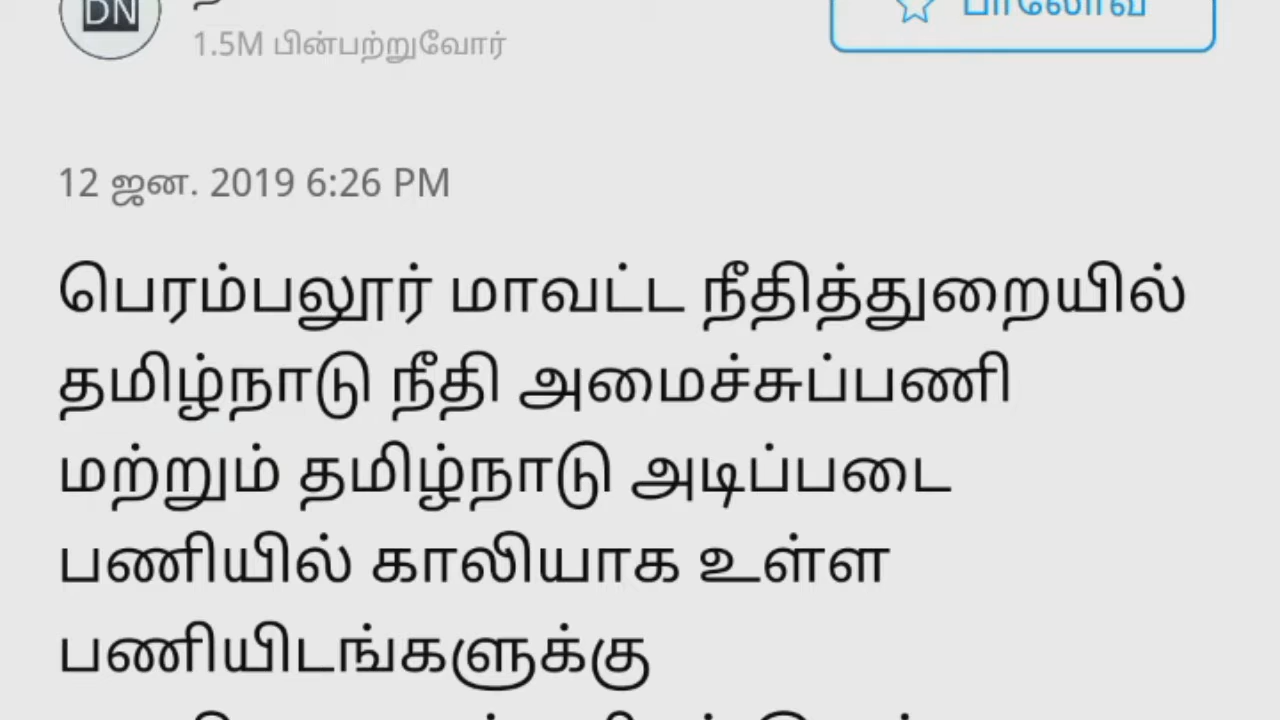 DN
1.5M பின்பற்றுவோர்
12 ஜன. 2019 6:26 PM
பெரம்பலூர் மாவட்ட நீதித்துறையில்
தமிழ்நாடு நீதி அமைச்சுப்பணி
மற்றும் தமிழ்நாடு அடிப்படை
பணியில் காலியாக உள்ள
பணியிடங்களுக்கு